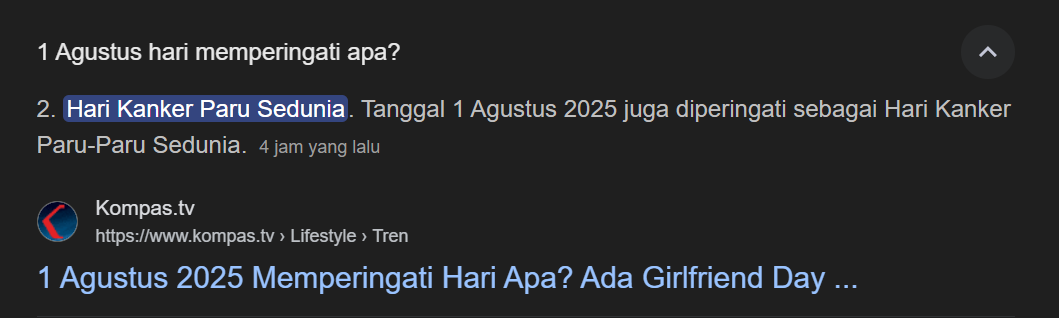 1 Agustus hari memperingati apa?
2. Hari Kanker Paru Sedunia. Tanggal 1 Agustus 2025 juga diperingati sebagai Hari Kanker
Paru-Paru Sedunia. 4 jam yang lalu
Kompas.tv
https://www.kompas.tv › Lifestyle › Tren
1 Agustus 2025 Memperingati Hari Apa? Ada Girlfriend Day ...